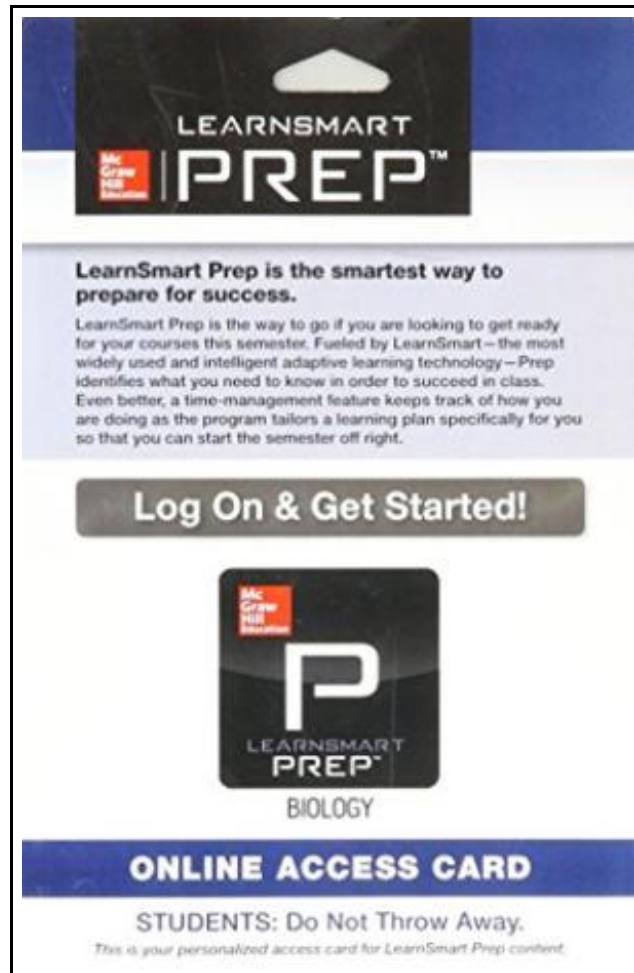 LEARNSMART
Mc
Graw
Hill
Education
PREP™
LearnSmart Prep is the smartest way to
prepare for success.
LearnSmart Prep is the way to go if you are looking to get ready
for your courses this semester. Fueled by LearnSmart—the most
widely used and intelligent adaptive learning technology—Prep
identifies what you need to know in order to succeed in class.
Even better, a time-management feature keeps track of how you
are doing as the program tailors a learning plan specifically for you
so that you can start the semester off right.
Log On & Get Started!
Mc
Graw
Hill
Education
P
LEARNSMART
PREP™
BIOLOGY
ONLINE ACCESS CARD
STUDENTS: Do Not Throw Away.
This is your personalized access card for LearnSmart Prep content.